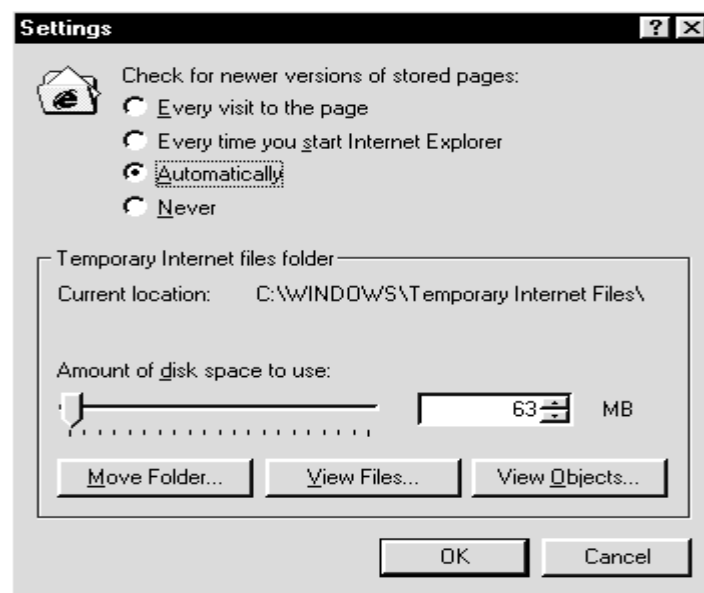 Settings
Check for newer versions of stored pages:
Every visit to the page
Every time you start Internet Explorer
Automatically
Never
Temporary Internet files folder
Current location: C:\WINDOWS\Temporary Internet Files\
Amount of disk space to use:
63 MB
Move Folder... View Files... View Objects...
OK Cancel